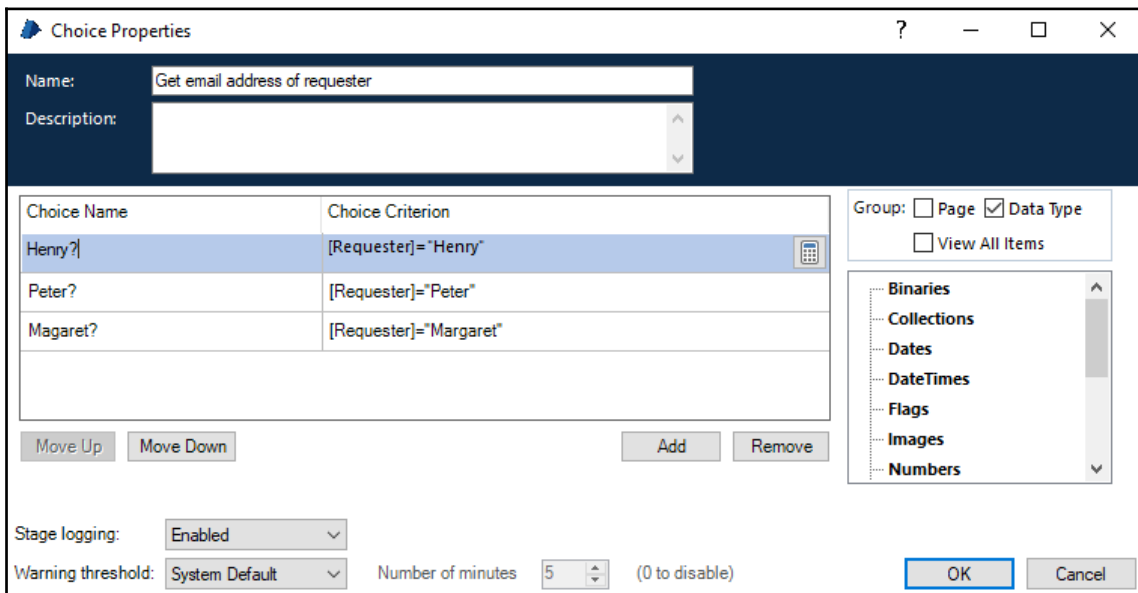 Choice Properties
?
Name: Get email address of requester
Description:
Choice Name Choice Criterion
Henry? [Requester]="Henry"
Peter? [Requester]="Peter"
Magaret? [Requester]="Margaret"
Group: Page Data Type
View All Items
Binaries
Collections
Dates
DateTimes
Flags
Images
Numbers
Move Up Move Down Add Remove
Stage logging: Enabled
Warning threshold: System Default Number of minutes 5 (0 to disable) OK Cancel